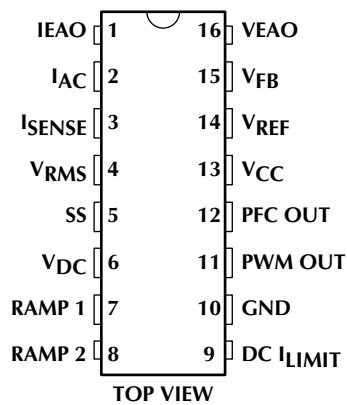 IEAO 1 16 VEAO
IAC 2 15 VFB
ISENSE 3 14 VREF
VRMS 4 13 VCC
SS 5 12 PFC OUT
VDC 6 11 PWM OUT
RAMP 1 7 10 GND
RAMP 2 8 9 DC ILIMIT
TOP VIEW